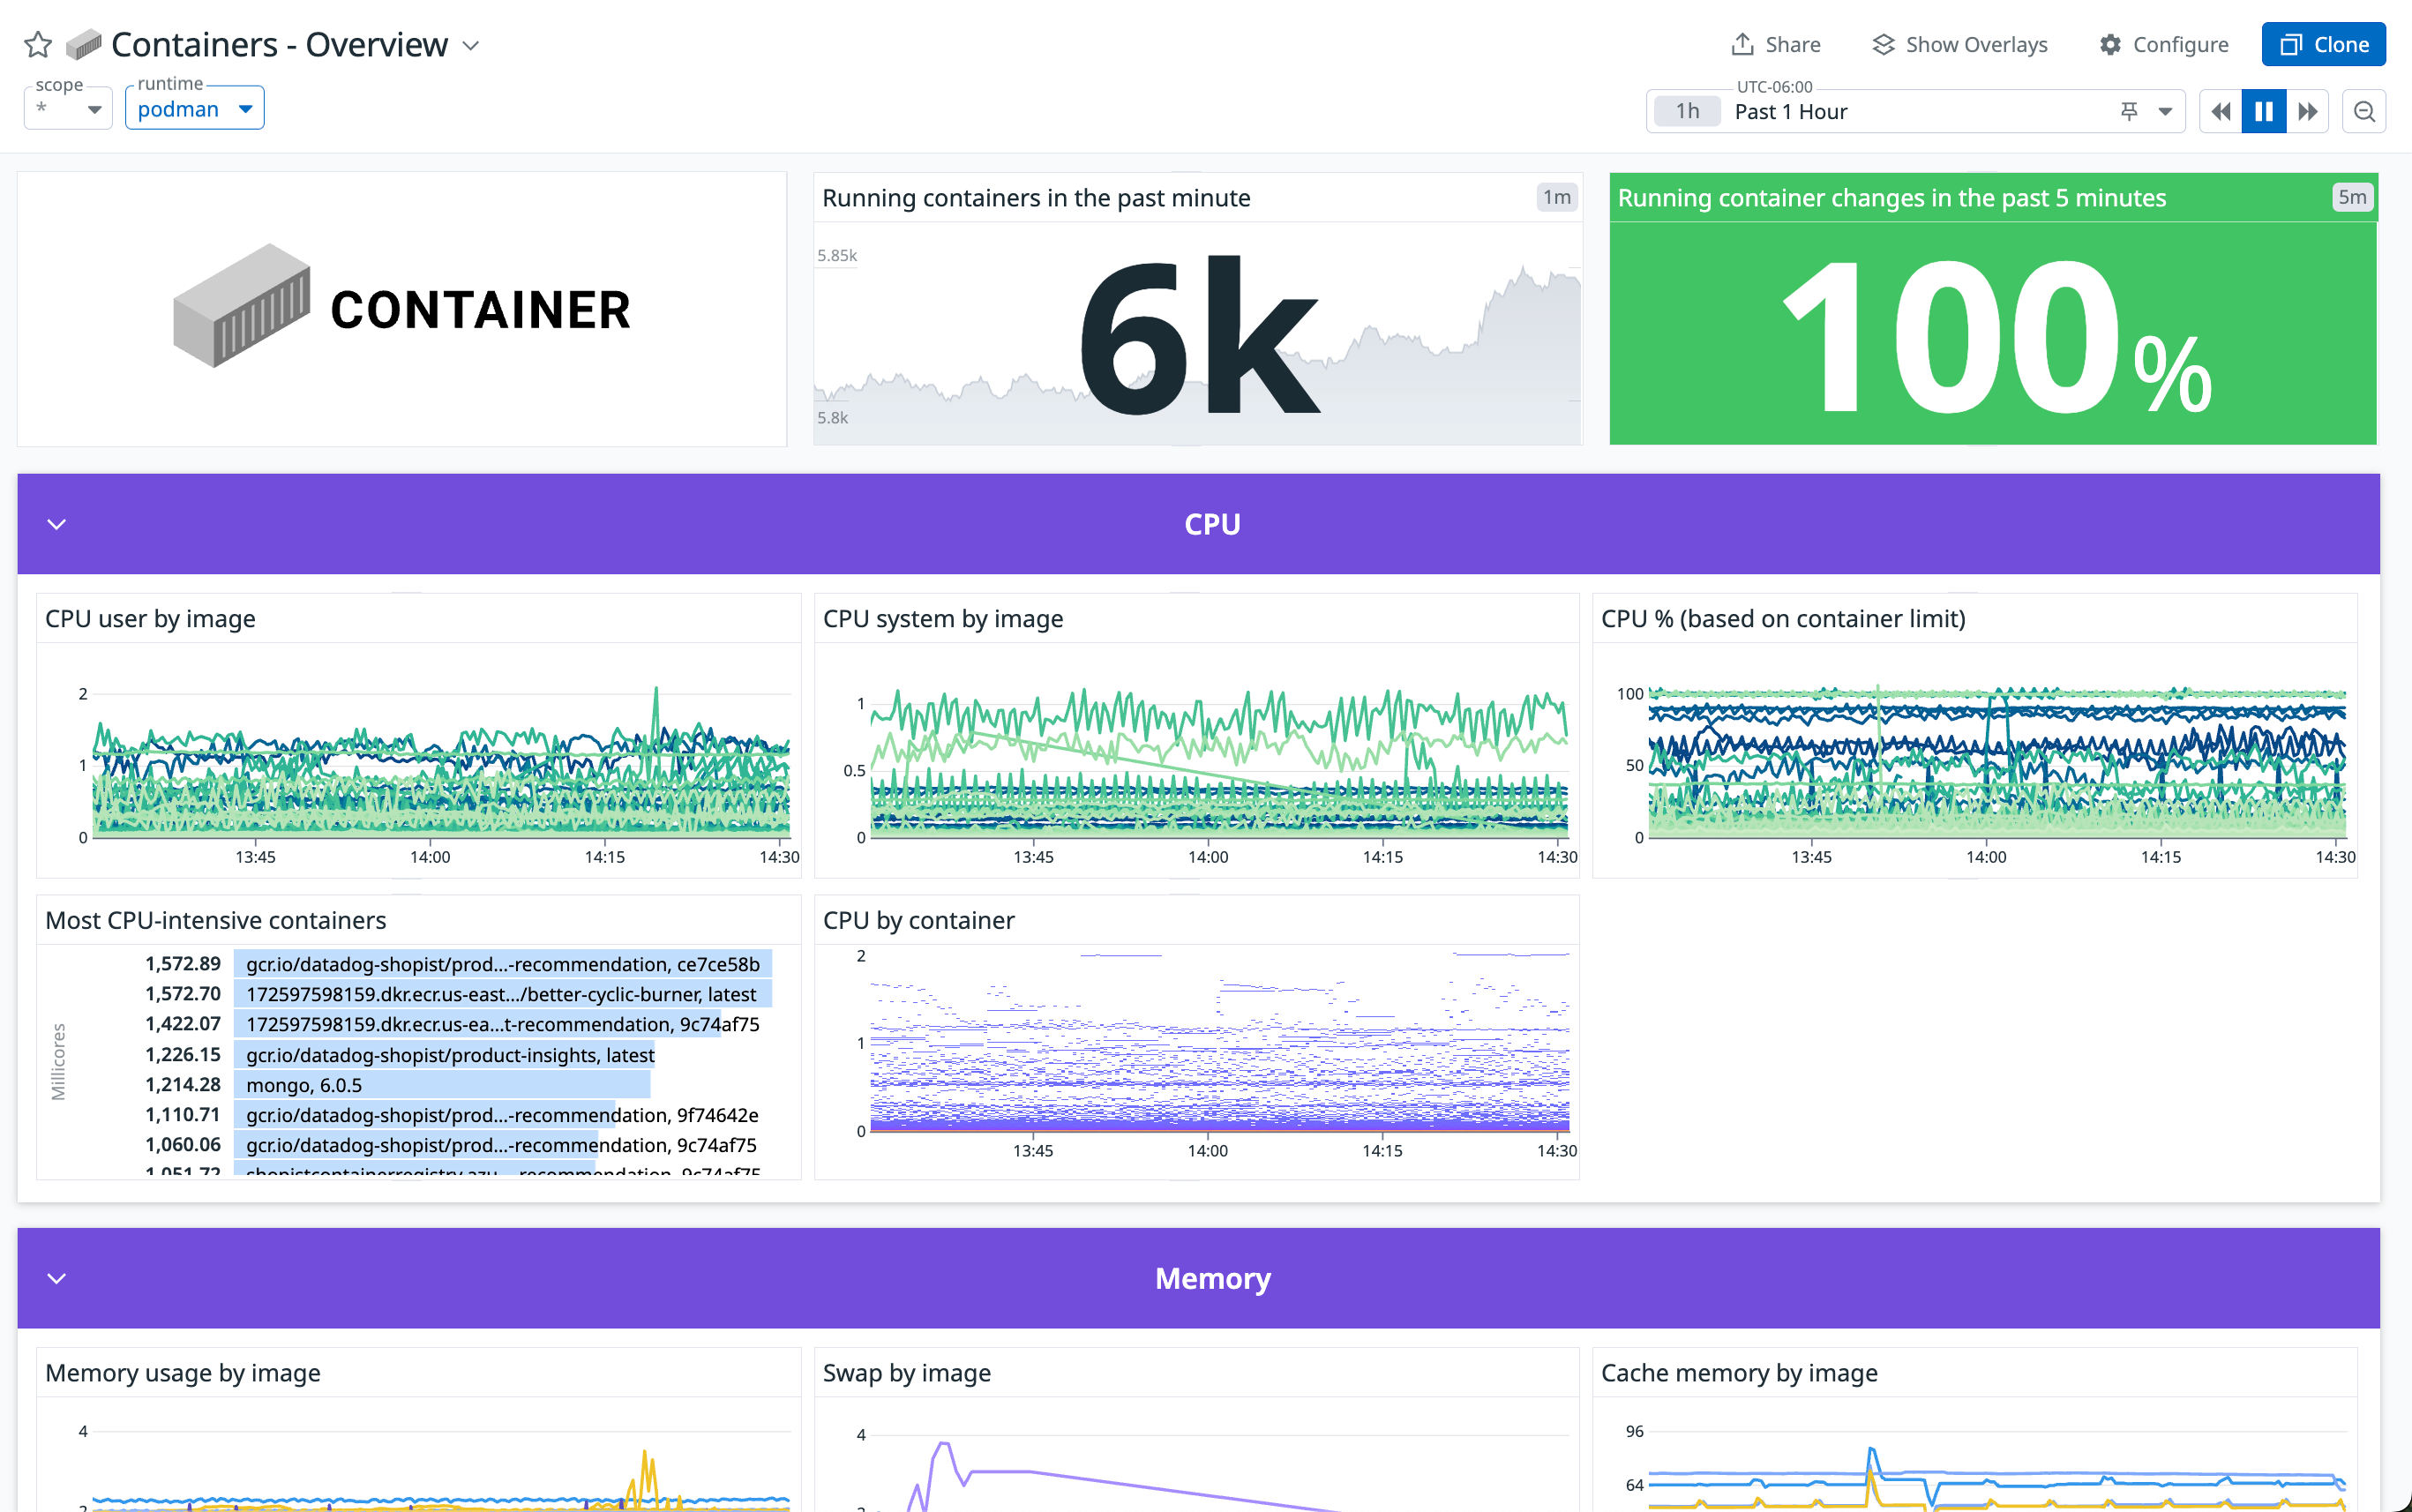 Containers - Overview
Share
Show Overlays
Configure
Clone
scope
*
runtime
podman
UTC-06:00
1h
Past 1 Hour
CONTAINER
Running containers in the past minute
1m
5.85k
6k
5.8k
Running container changes in the past 5 minutes
5m
100%
CPU
CPU user by image
2
1
0
13:45
14:00
14:15
14:30
CPU system by image
1
0.5
0
13:45
14:00
14:15
14:30
CPU % (based on container limit)
100
50
0
13:45
14:00
14:15
14:30
Most CPU-intensive containers
Millicores
1,572.89 gcr.io/datadog-shopist/prod...-recommendation, ce7ce58b
1,572.70 172597598159.dkr.ecr.us-east.../better-cyclic-burner, latest
1,422.07 172597598159.dkr.ecr.us-ea...t-recommendation, 9c74af75
1,226.15 gcr.io/datadog-shopist/product-insights, latest
1,214.28 mongo, 6.0.5
1,110.71 gcr.io/datadog-shopist/prod...-recommendation, 9f74642e
1,060.06 gcr.io/datadog-shopist/prod...-recommendation, 9c74af75
1,051.72 shopistcontainerregistry.azu...-recommendation, 9c74af75
CPU by container
2
1
0
13:45
14:00
14:15
14:30
Memory
Memory usage by image
4
Swap by image
4
Cache memory by image
96
64